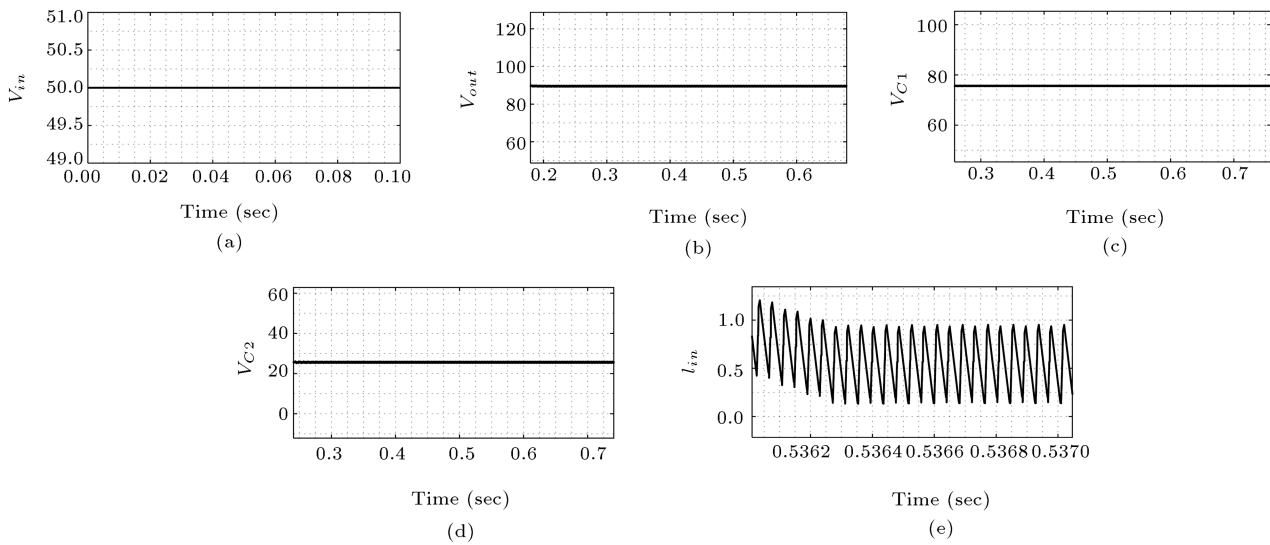 51.0
50.5
50.0
49.5
49.0
V_in
0.00 0.02 0.04 0.06 0.08 0.10
Time (sec)
(a)
120
100
80
60
V_out
0.2 0.3 0.4 0.5 0.6
Time (sec)
(b)
100
80
60
V_C1
0.3 0.4 0.5 0.6 0.7
Time (sec)
(c)
60
40
20
0
V_C2
0.3 0.4 0.5 0.6 0.7
Time (sec)
(d)
1.0
0.5
0.0
l_in
0.5362 0.5364 0.5366 0.5368 0.5370
Time (sec)
(e)